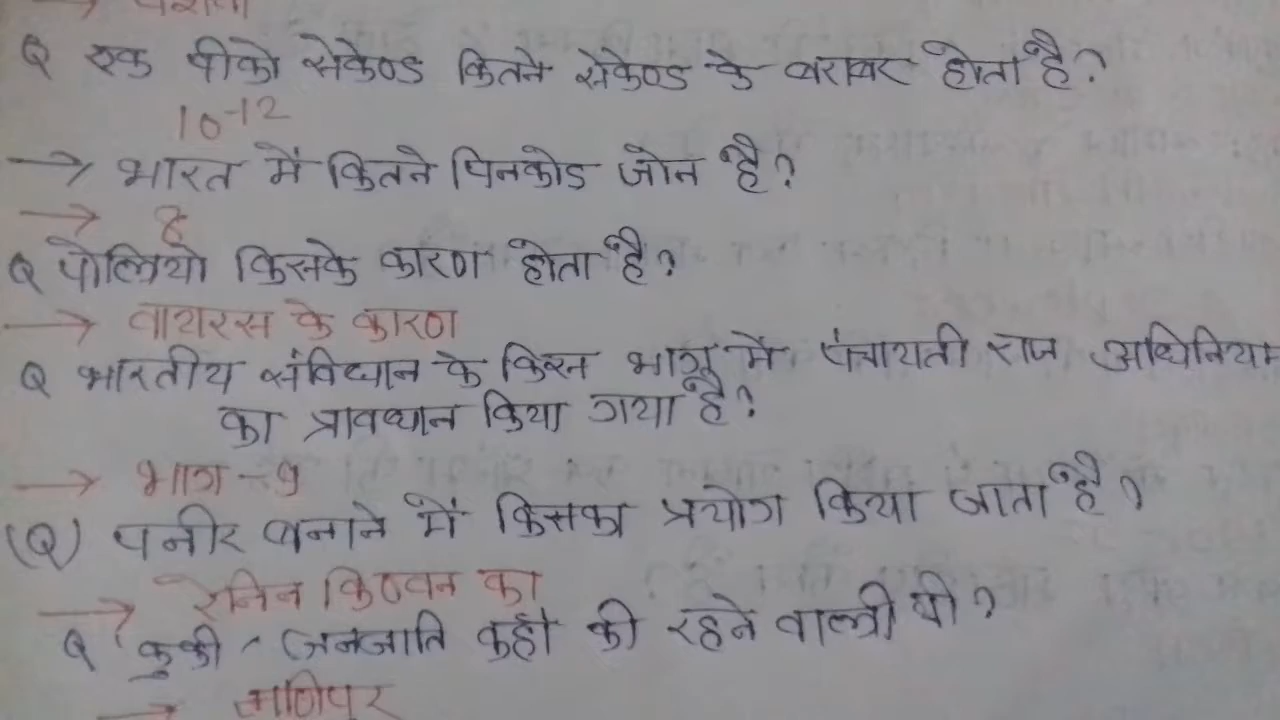 Q एक पीको सेकेण्ड कितने सेकेण्ड के बराबर होता है?
10-12
→ भारत में कितने पिनकोड जोन है?
→ 8
Q पोलियो किसके कारण होता है?
→ वायरस के कारण
Q भारतीय संविधान के किस भाग में पंचायती राज अधिनियम
का प्रावधान किया गया है?
→ भाग-9
(Q) पनीर बनाने में किसका प्रयोग किया जाता है?
→ रेनिन किण्वन का
Q 'कुकी' जनजाति कहाँ की रहने वाली थी?
→ मणिपुर